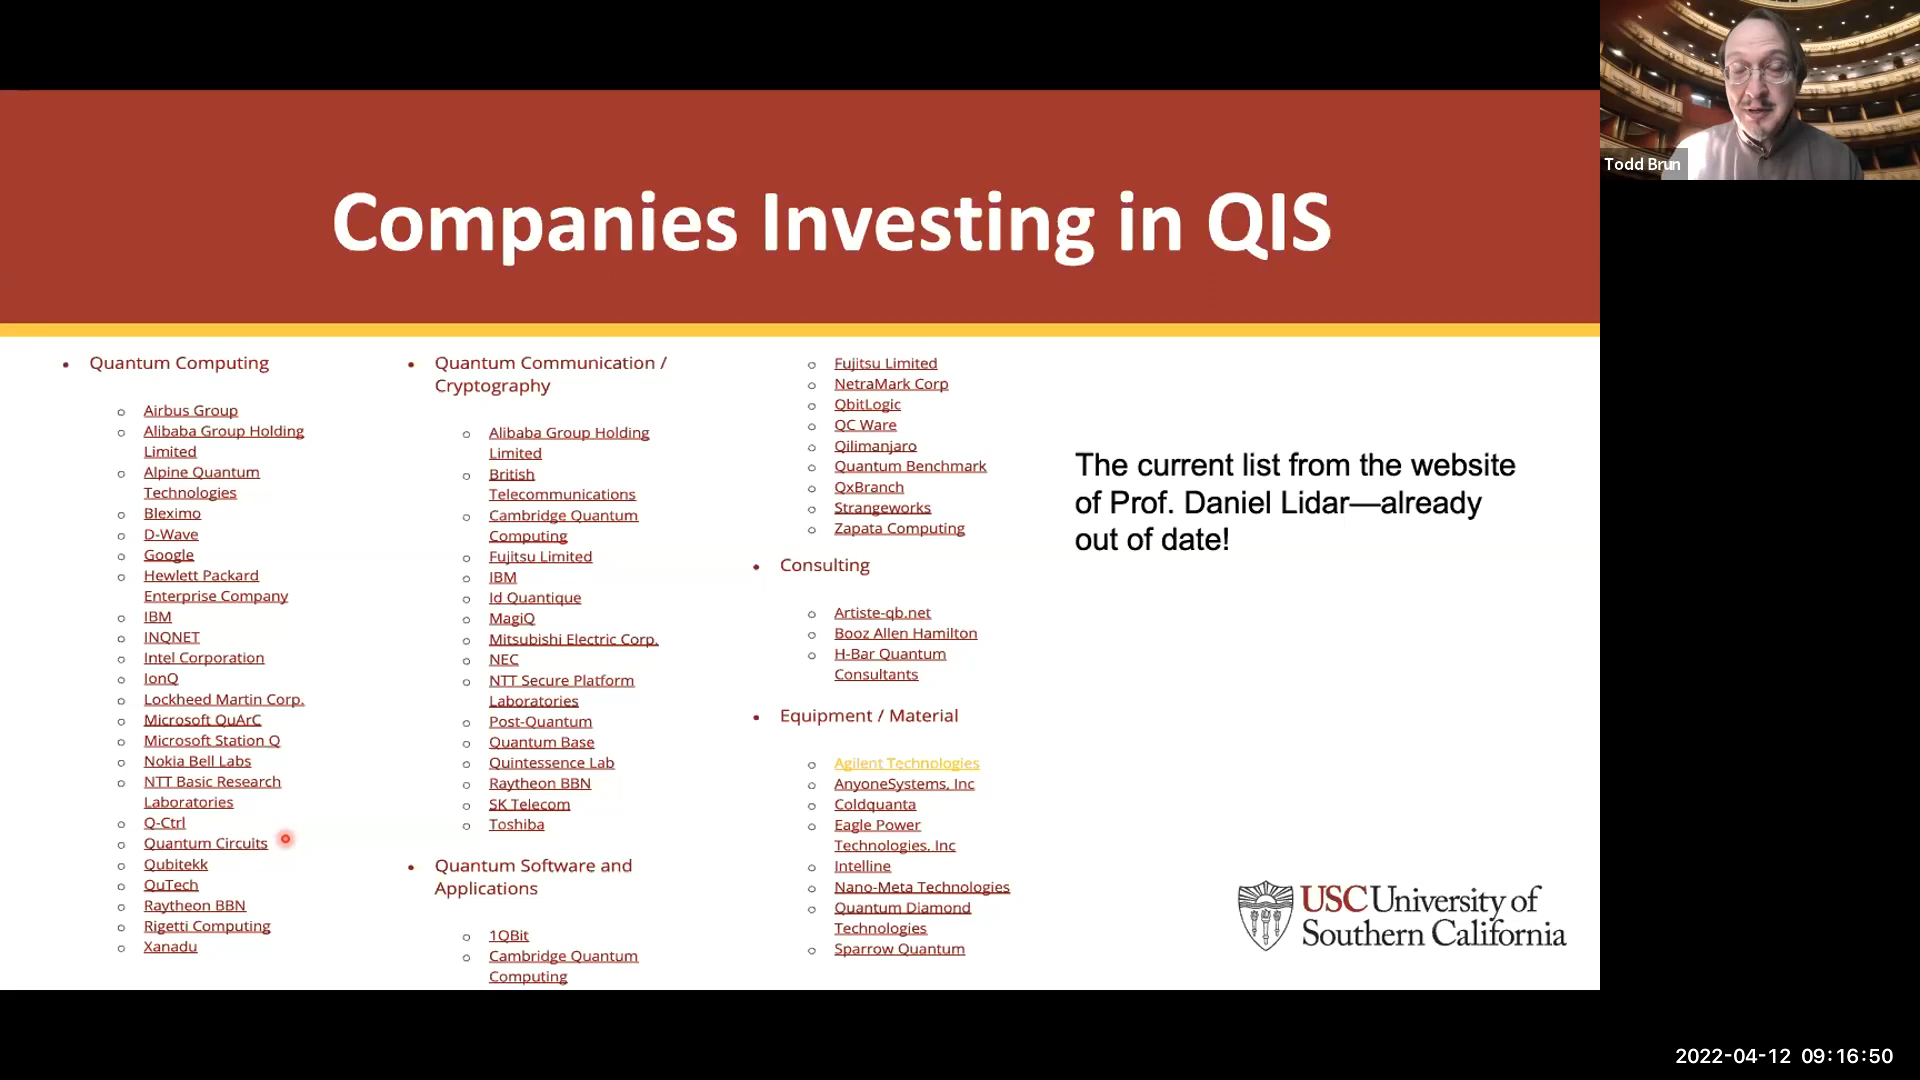 Companies Investing in QIS
Todd Brun
• Quantum Computing
o Airbus Group
o Alibaba Group Holding
Limited
o Alpine Quantum
Technologies
o Bleximo
o D-Wave
o Google
o Hewlett Packard
Enterprise Company
o IBM
o INQNET
o Intel Corporation
o IonQ
o Lockheed Martin Corp.
o Microsoft QuArC
o Microsoft Station Q
o Nokia Bell Labs
o NTT Basic Research
Laboratories
o Q-Ctrl
o Quantum Circuits
o Qubitekk
o QuTech
o Raytheon BBN
o Rigetti Computing
o Xanadu
• Quantum Communication /
Cryptography
o Alibaba Group Holding
Limited
o British
Telecommunications
o Cambridge Quantum
Computing
o Fujitsu Limited
o IBM
o Id Quantique
o MagiQ
o Mitsubishi Electric Corp.
o NEC
o NTT Secure Platform
Laboratories
o Post-Quantum
o Quantum Base
o Quintessence Lab
o Raytheon BBN
o SK Telecom
o Toshiba
• Quantum Software and
Applications
o 1QBit
o Cambridge Quantum
Computing
o Fujitsu Limited
o NetraMark Corp
o QbitLogic
o QC Ware
o Qilimanjaro
o Quantum Benchmark
o QxBranch
o Strangeworks
o Zapata Computing
• Consulting
o Artiste-qb.net
o Booz Allen Hamilton
o H-Bar Quantum
Consultants
• Equipment / Material
o Agilent Technologies
o AnyoneSystems, Inc
o Coldquanta
o Eagle Power
Technologies, Inc
o Intelline
o Nano-Meta Technologies
o Quantum Diamond
Technologies
o Sparrow Quantum
The current list from the website
of Prof. Daniel Lidar—already
out of date!
USC University of
Southern California
2022-04-12 09:16:50